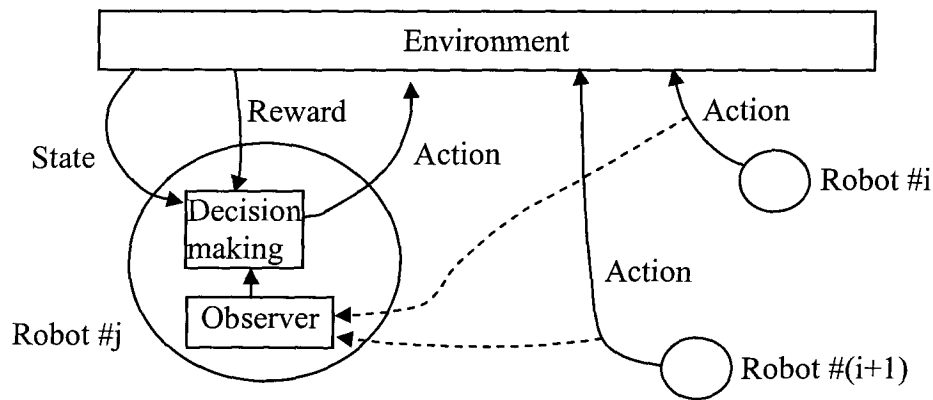 Environment
Reward
Action
State
Action
Robot #i
Decision
making
Action
Observer
Robot #j
Robot #(i+1)